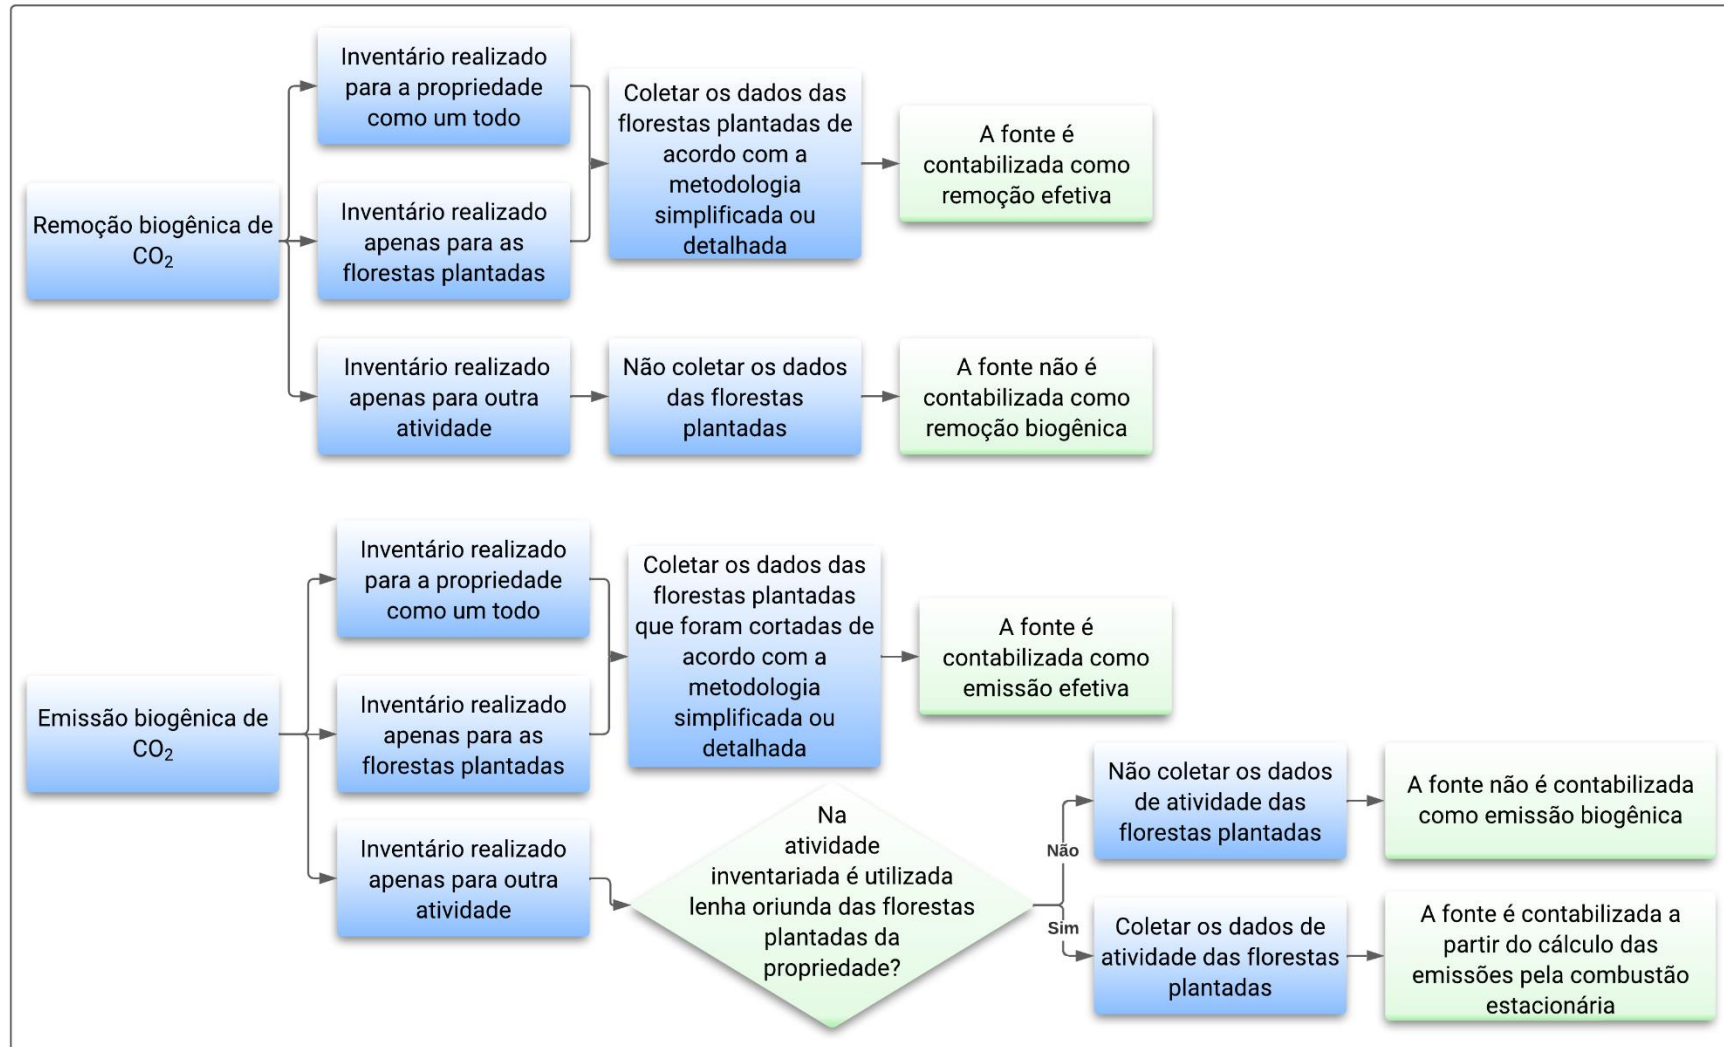 Remoção biogênica de
CO₂
Inventário realizado
para a propriedade
como um todo
Inventário realizado
apenas para as
florestas plantadas
Coletar os dados das
florestas plantadas de
acordo com a
metodologia
simplificada ou
detalhada
A fonte é
contabilizada como
remoção efetiva
Inventário realizado
apenas para outra
atividade
Não coletar os dados
das florestas
plantadas
A fonte não é
contabilizada como
remoção biogênica
Emissão biogênica de
CO₂
Inventário realizado
para a propriedade
como um todo
Inventário realizado
apenas para as
florestas plantadas
Coletar os dados das
florestas plantadas
que foram cortadas de
acordo com a
metodologia
simplificada ou
detalhada
A fonte é
contabilizada como
emissão efetiva
Inventário realizado
apenas para outra
atividade
Na
atividade
inventariada é utilizada
lenha oriunda das florestas
plantadas da
propriedade?
Não
Não coletar os dados
de atividade das
florestas plantadas
A fonte não é contabilizada
como emissão biogênica
Sim
Coletar os dados de
atividade das florestas
plantadas
A fonte é contabilizada a
partir do cálculo das
emissões pela combustão
estacionária